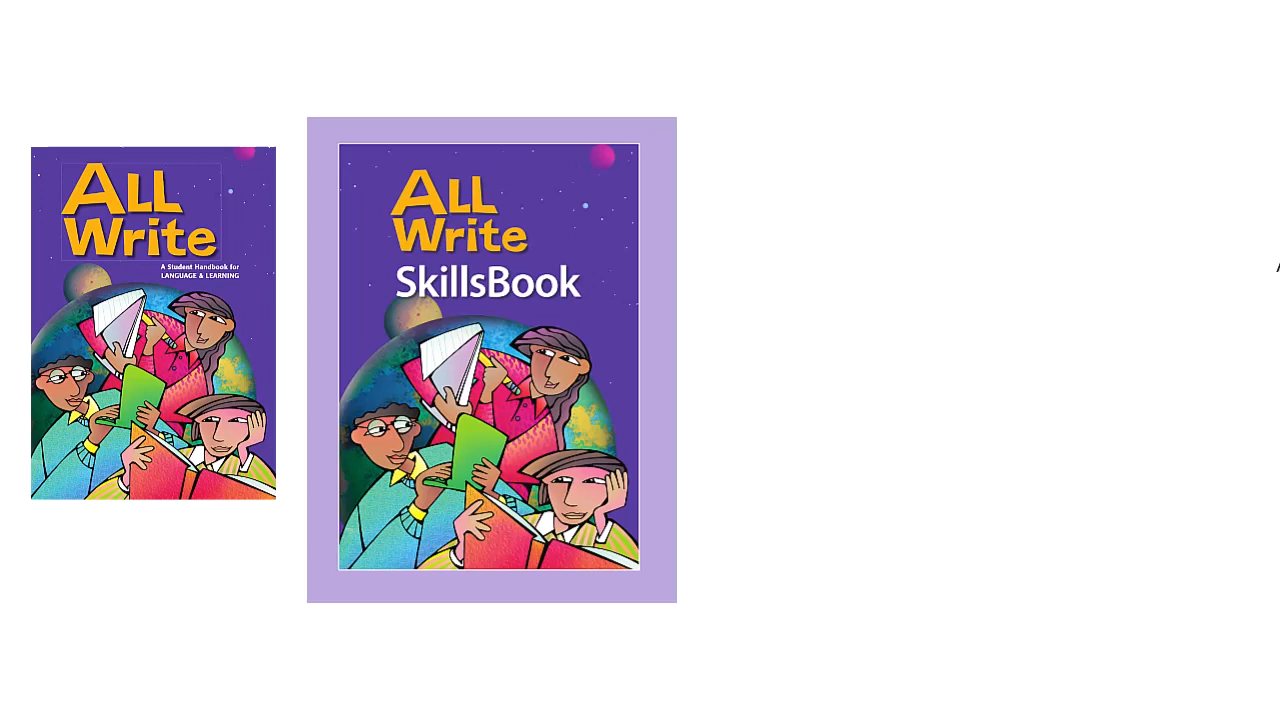 ALL
Write
A Student Handbook for
LANGUAGE & LEARNING
ALL
Write
SkillsBook